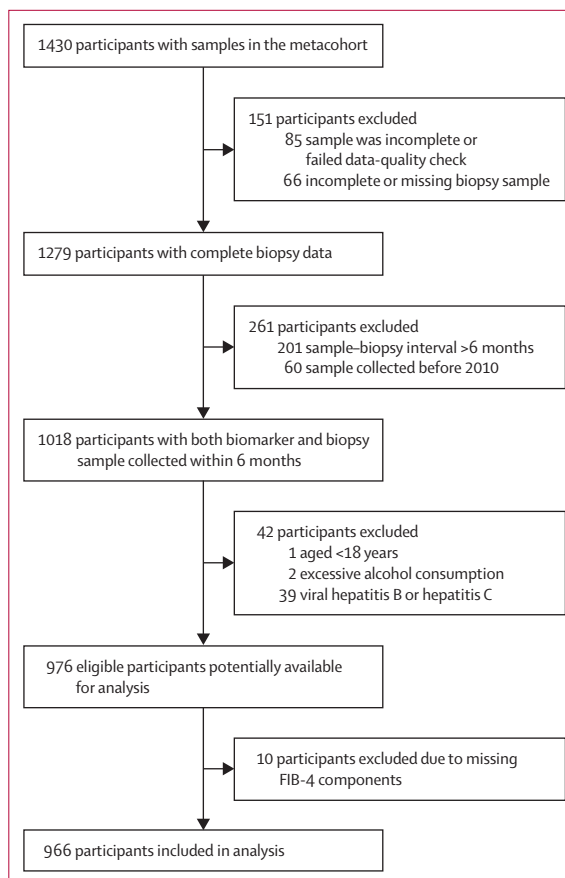 1430 participants with samples in the metacohort
151 participants excluded
85 sample was incomplete or
failed data-quality check
66 incomplete or missing biopsy sample
1279 participants with complete biopsy data
261 participants excluded
201 sample–biopsy interval >6 months
60 sample collected before 2010
1018 participants with both biomarker and biopsy
sample collected within 6 months
42 participants excluded
1 aged <18 years
2 excessive alcohol consumption
39 viral hepatitis B or hepatitis C
976 eligible participants potentially available
for analysis
10 participants excluded due to missing
FIB-4 components
966 participants included in analysis